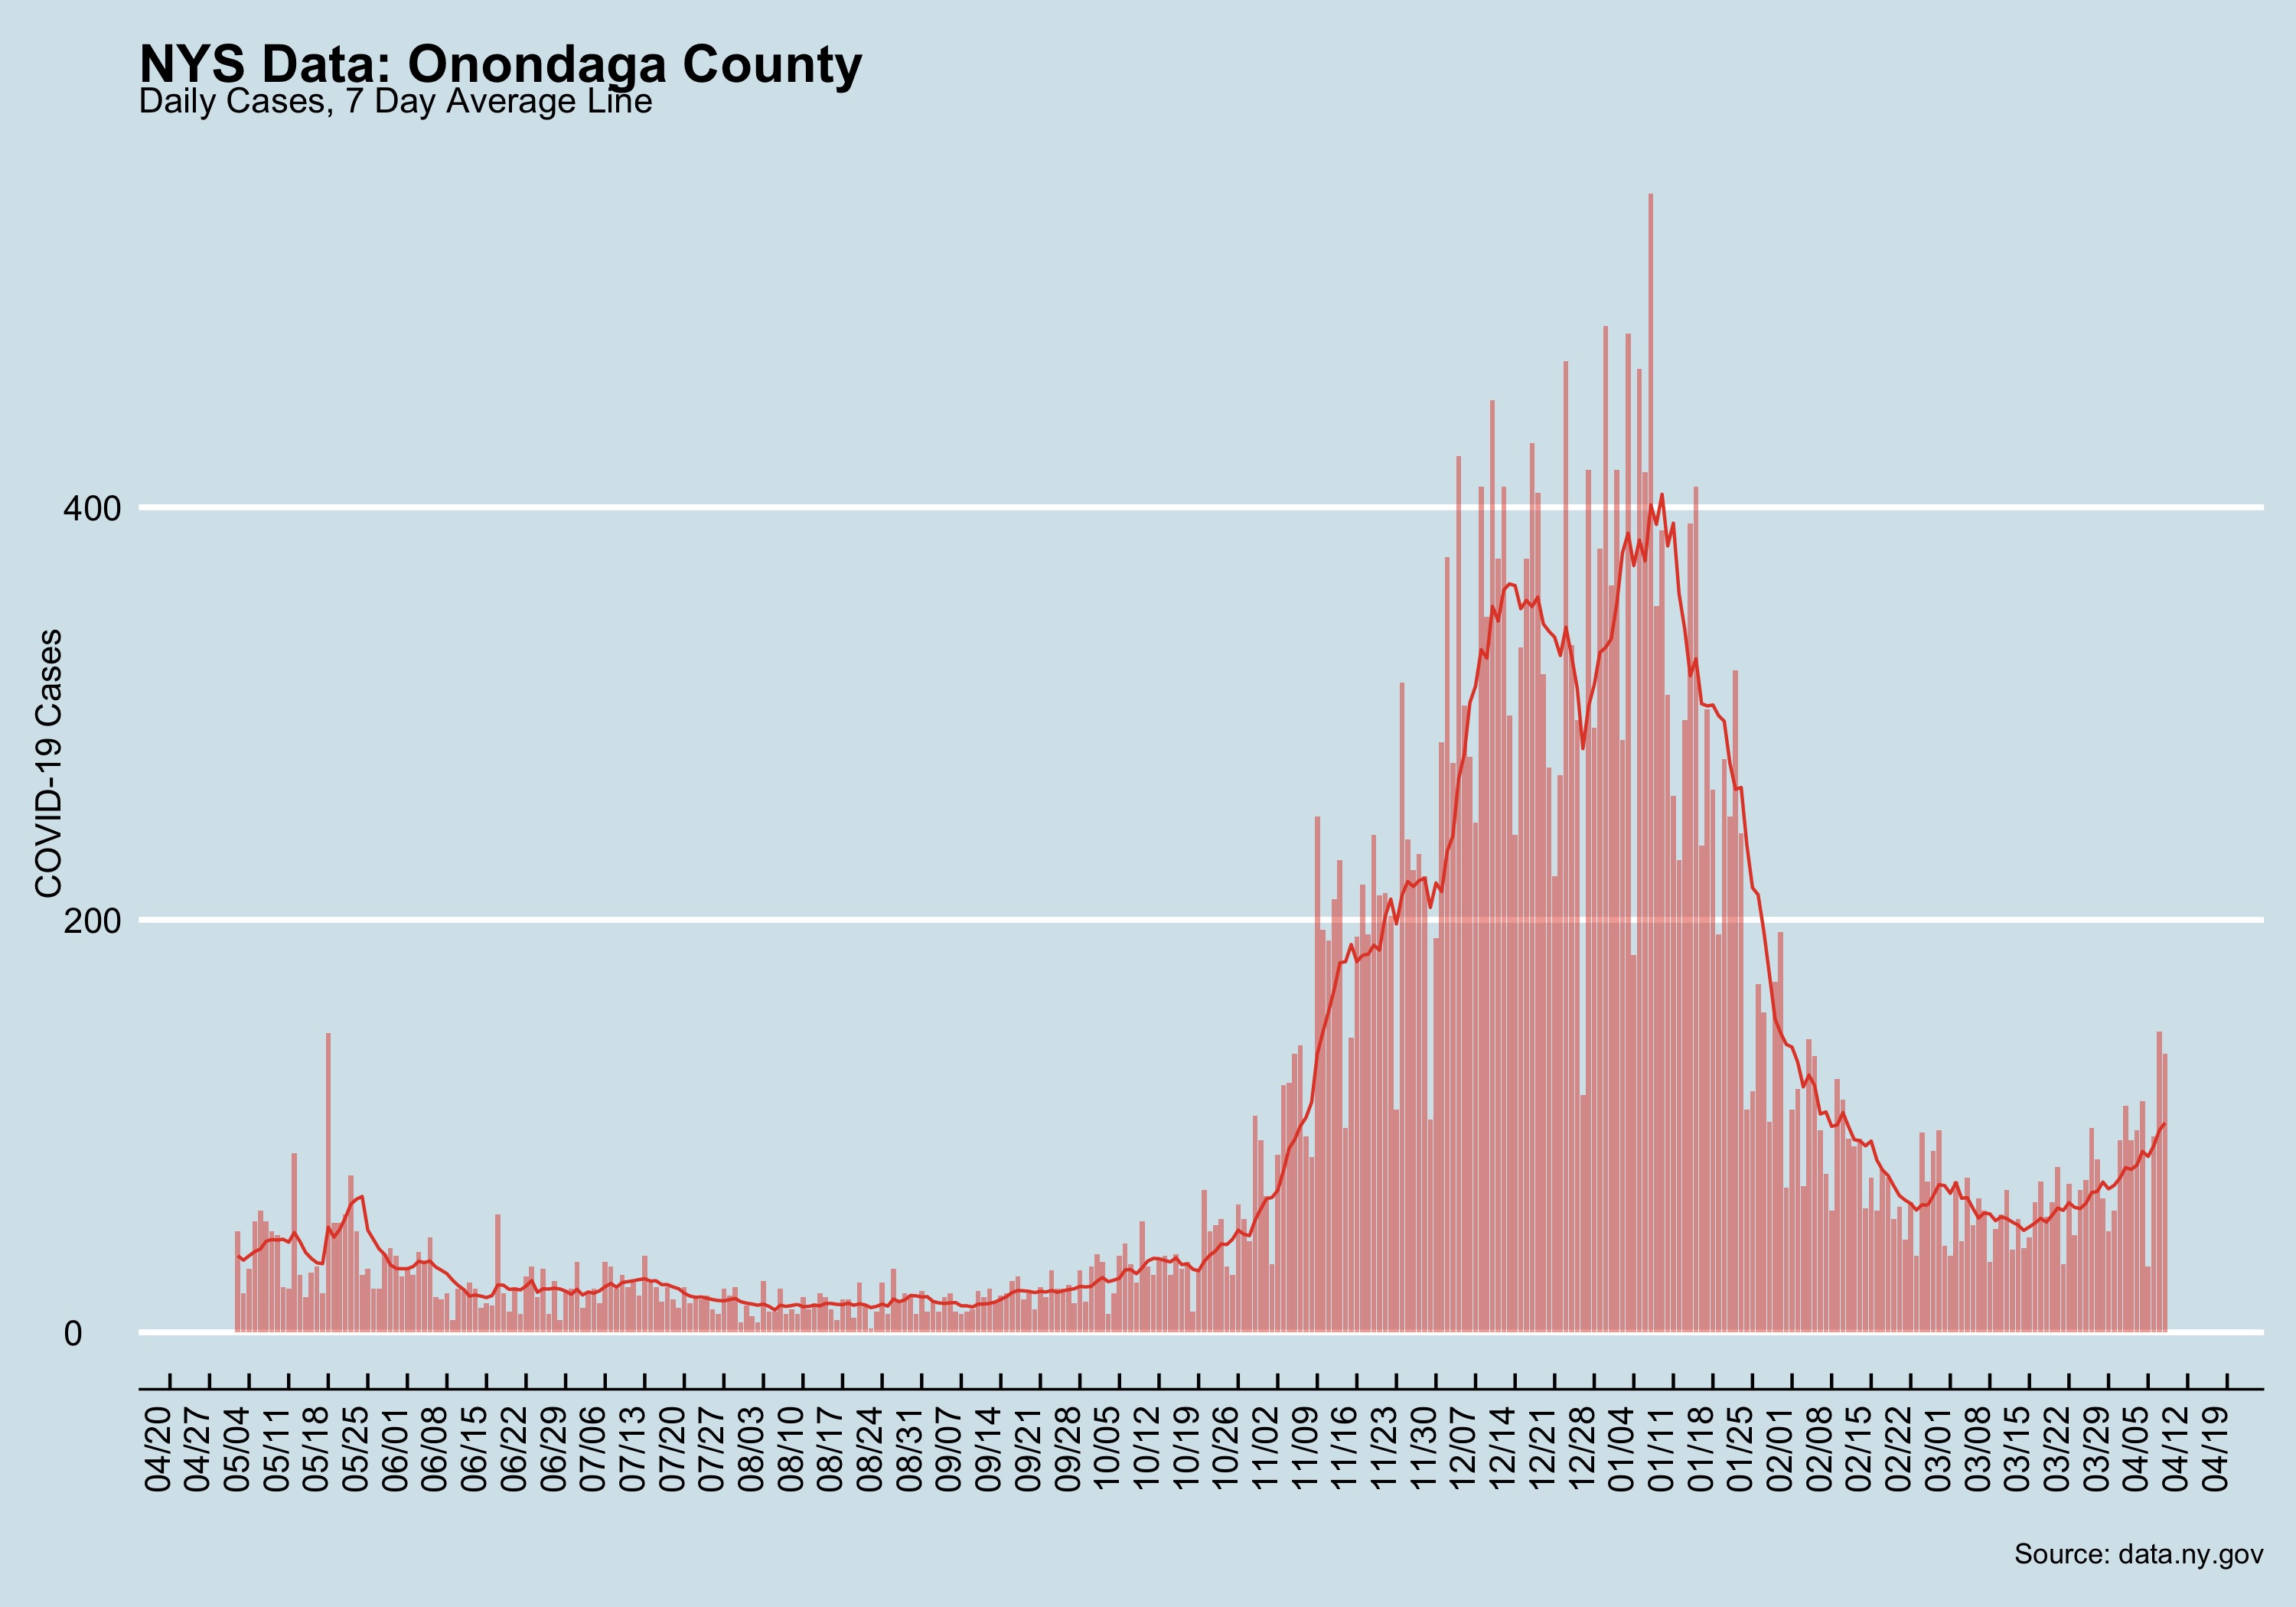 NYS Data: Onondaga County
Daily Cases, 7 Day Average Line
COVID-19 Cases
400
200
0
04/20 04/27 05/04 05/11 05/18 05/25 06/01 06/08 06/15 06/22 06/29 07/06 07/13 07/20 07/27 08/03 08/10 08/17 08/24 08/31 09/07 09/14 09/21 09/28 10/05 10/12 10/19 10/26 11/02 11/09 11/16 11/23 11/30 12/07 12/14 12/21 12/28 01/04 01/11 01/18 01/25 02/01 02/08 02/15 02/22 03/01 03/08 03/15 03/22 03/29 04/05 04/12 04/19
Source: data.ny.gov